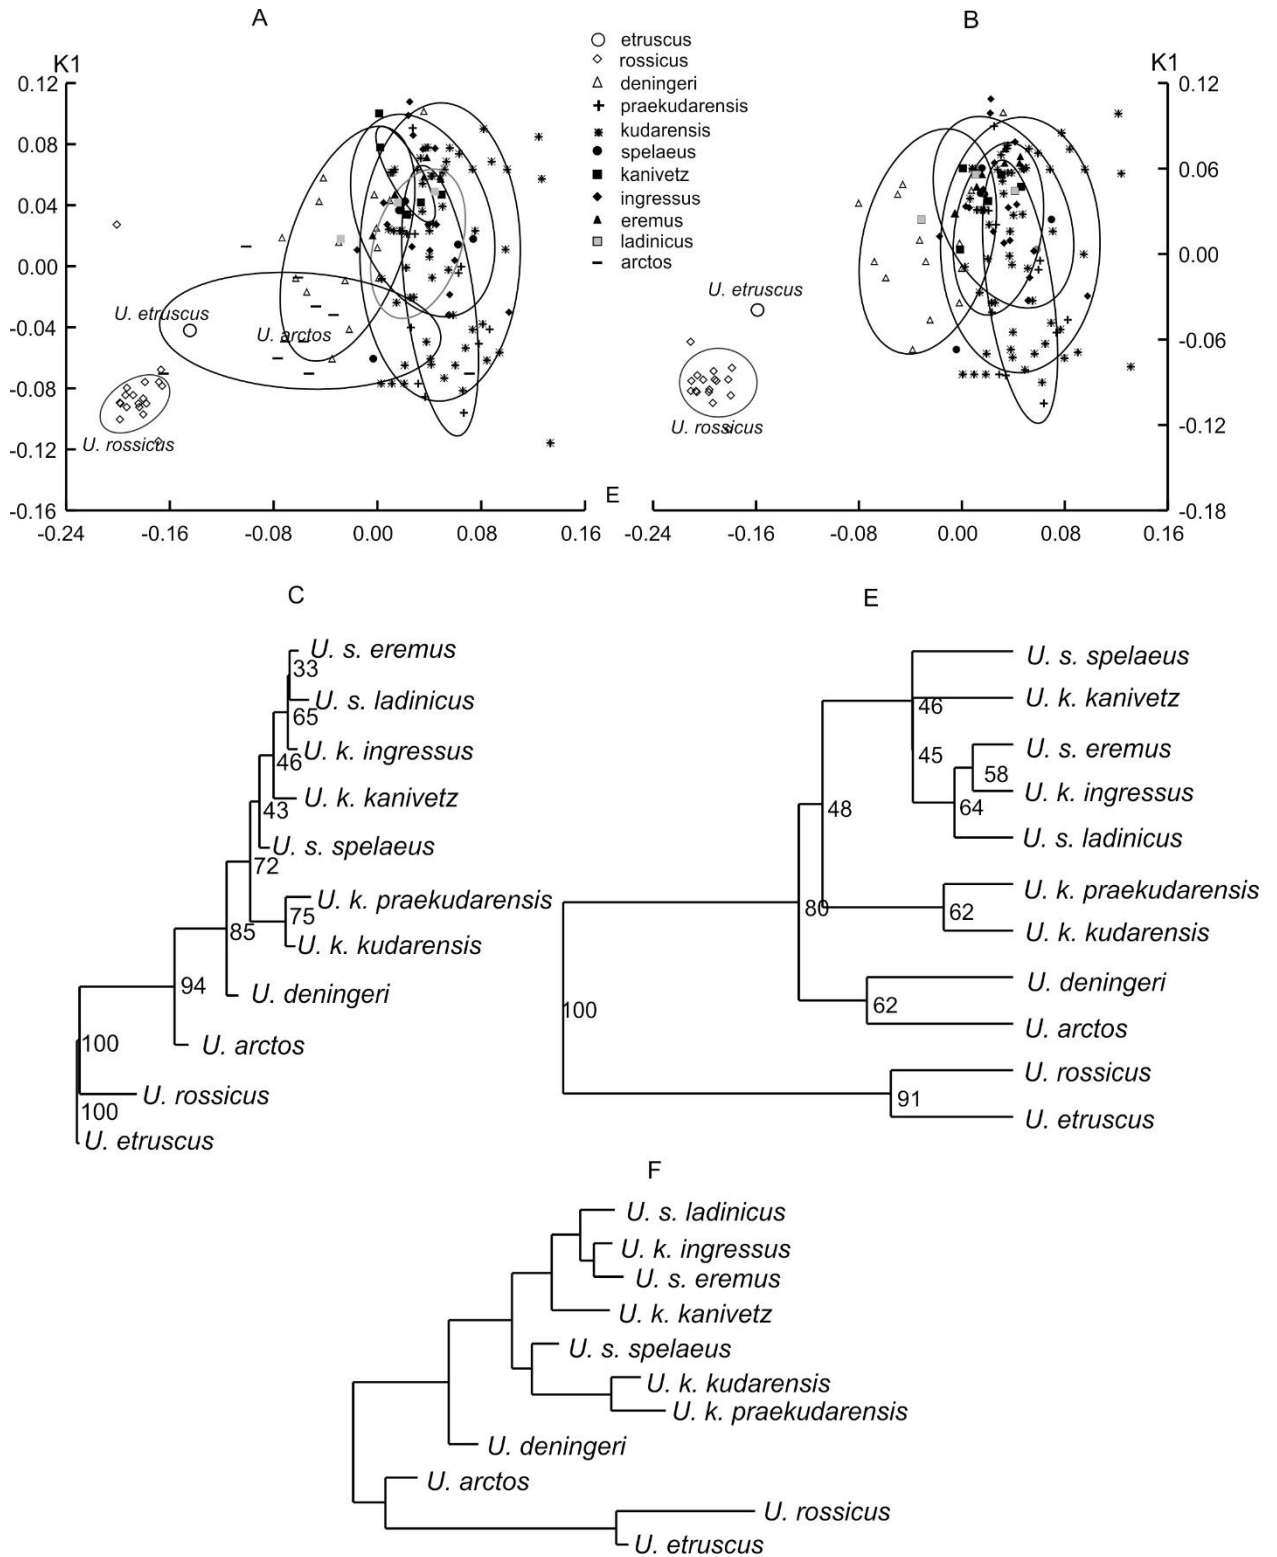 A
B
K1
0.12
0.08
0.04
0.00
-0.04
-0.08
-0.12
-0.16
-0.24
-0.16
-0.08
0.00
0.08
0.16
U. etruscus
U. arctos
U. rossicus
etruscus
rossicus
deningeri
praekudarensis
kudarensis
spelaeus
kanivetz
ingressus
eremus
ladinicus
arctos
E
K1
0.12
0.06
0.00
-0.06
-0.12
-0.18
-0.24
-0.16
-0.08
0.00
0.08
0.16
U. etruscus
U. rossicus
C
U. s. eremus
33
U. s. ladinicus
65
U. k. ingressus
46
U. k. kanivetz
43
U. s. spelaeus
72
U. k. praekudarensis
75
85
U. k. kudarensis
94
U. deningeri
100
U. arctos
U. rossicus
100
U. etruscus
E
U. s. spelaeus
U. k. kanivetz
46
U. s. eremus
45
58
U. k. ingressus
48
64
U. s. ladinicus
U. k. praekudarensis
80
62
U. k. kudarensis
U. deningeri
100
62
U. arctos
U. rossicus
91
U. etruscus
F
U. s. ladinicus
U. k. ingressus
U. s. eremus
U. k. kanivetz
U. s. spelaeus
U. k. kudarensis
U. k. praekudarensis
U. deningeri
U. arctos
U. rossicus
U. etruscus